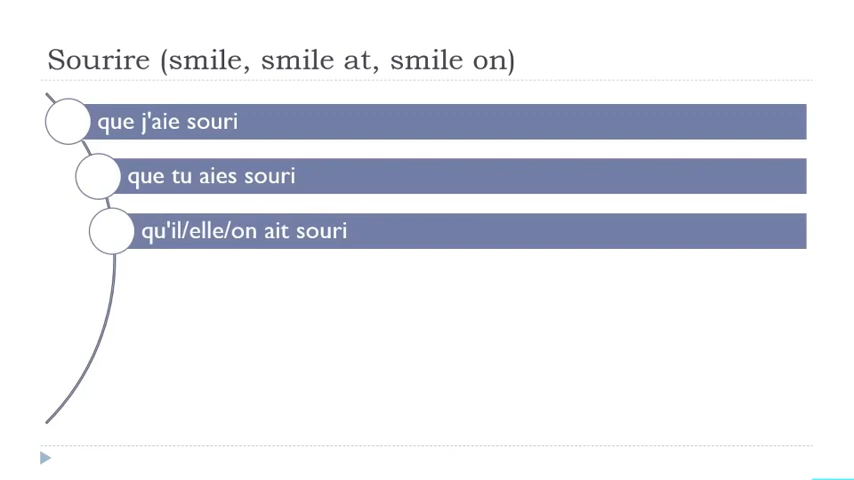 Sourire (smile, smile at, smile on)
que j'aie souri
que tu aies souri
qu'il/elle/on ait souri